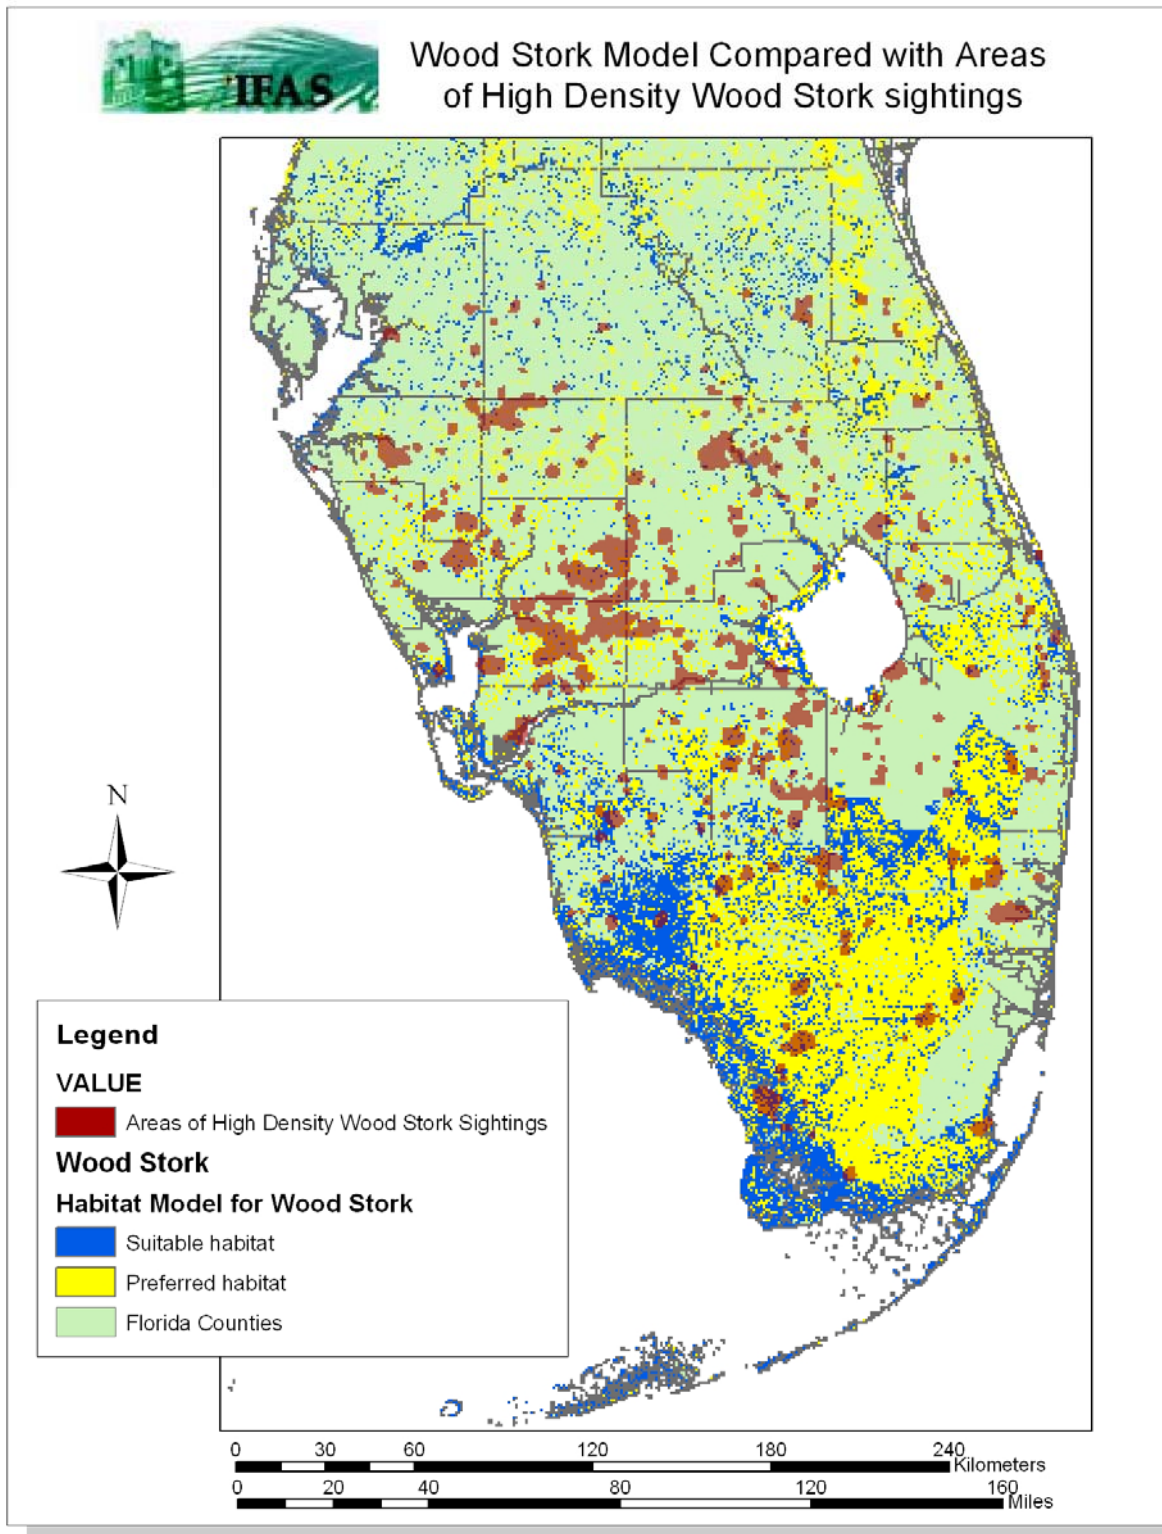 IFAS
Wood Stork Model Compared with Areas
of High Density Wood Stork sightings
N
Legend
VALUE
Areas of High Density Wood Stork Sightings
Wood Stork
Habitat Model for Wood Stork
Suitable habitat
Preferred habitat
Florida Counties
0 30 60 120 180 240
Kilometers
0 20 40 80 120 160
Miles